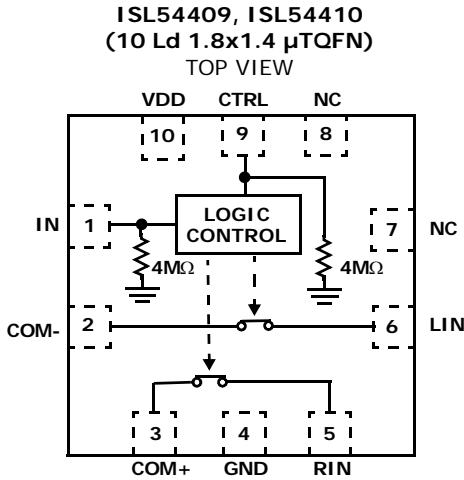 ISL54409, ISL54410
(10 Ld 1.8x1.4 µTQFN)
TOP VIEW
VDD CTRL NC
10 9 8
IN 1 LOGIC CONTROL 7 NC
4MΩ 4MΩ
COM- 2 6 LIN
3 4 5
COM+ GND RIN